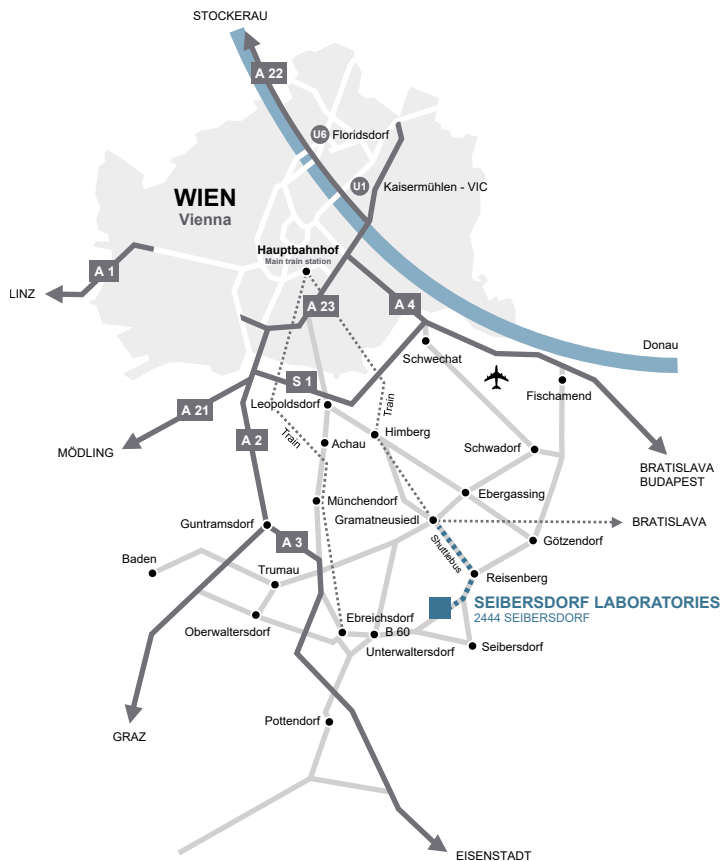 STOCKERAU
A 22
U6 Floridsdorf
U1 Kaisermühlen - VIC
WIEN
Vienna
Hauptbahnhof
Main train station
A 1
LINZ
A 23
A 4
Donau
Schwechat
S 1
Fischamend
Leopoldsdorf
Train
A 21
Train
Himberg
A 2
Achau
MÖDLING
Schwadorf
BRATISLAVA
BUDAPEST
Ebergassing
Münchendorf
Gramatneusiedl
BRATISLAVA
Guntramsdorf
A 3
Shuttlebus
Götzendorf
Baden
Trumau
Reisenberg
SEIBERSDORF LABORATORIES
2444 SEIBERSDORF
Ebreichsdorf
Oberwaltersdorf
B 60
Unterwaltersdorf
Seibersdorf
Pottendorf
GRAZ
EISENSTADT